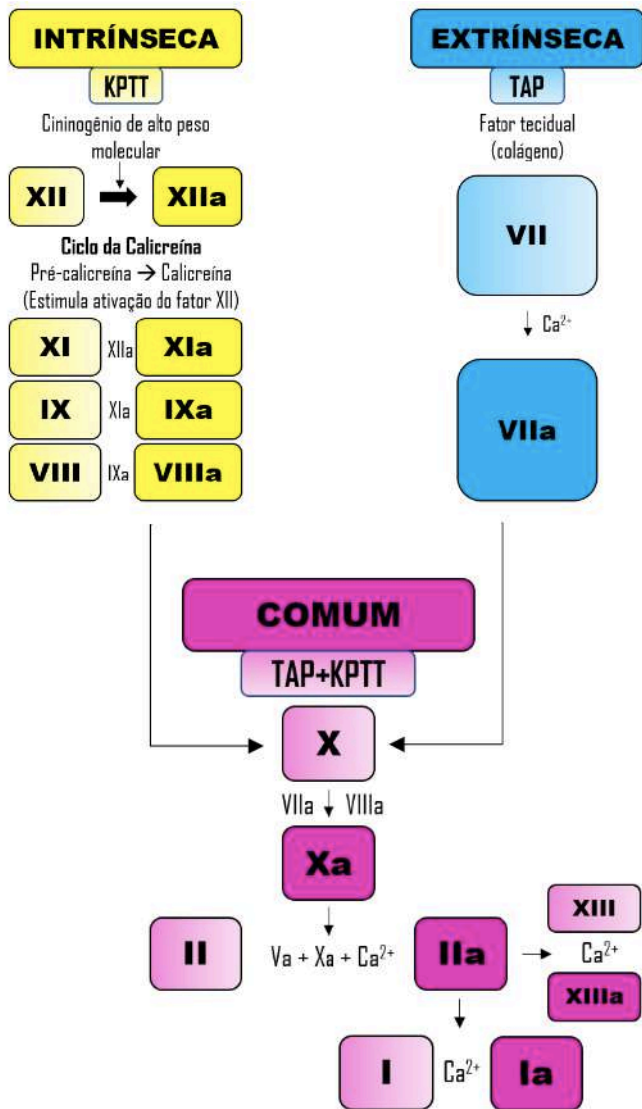 INTRÍNSECA
KPTT
Cininogênio de alto peso
molecular
XII
XIIa
Ciclo da Calicreína
Pré-calicreína → Calicreína
(Estimula ativação do fator XII)
XI XIIa XIa
IX XIa IXa
VIII IXa VIIIa
EXTRÍNSECA
TAP
Fator tecidual
(colágeno)
VII
Ca²⁺
VIIa
COMUM
TAP+KPTT
X
VIIa VIIIa
Xa
II Va + Xa + Ca²⁺ IIa
XIII
Ca²⁺
XIIIa
I Ca²⁺ Ia